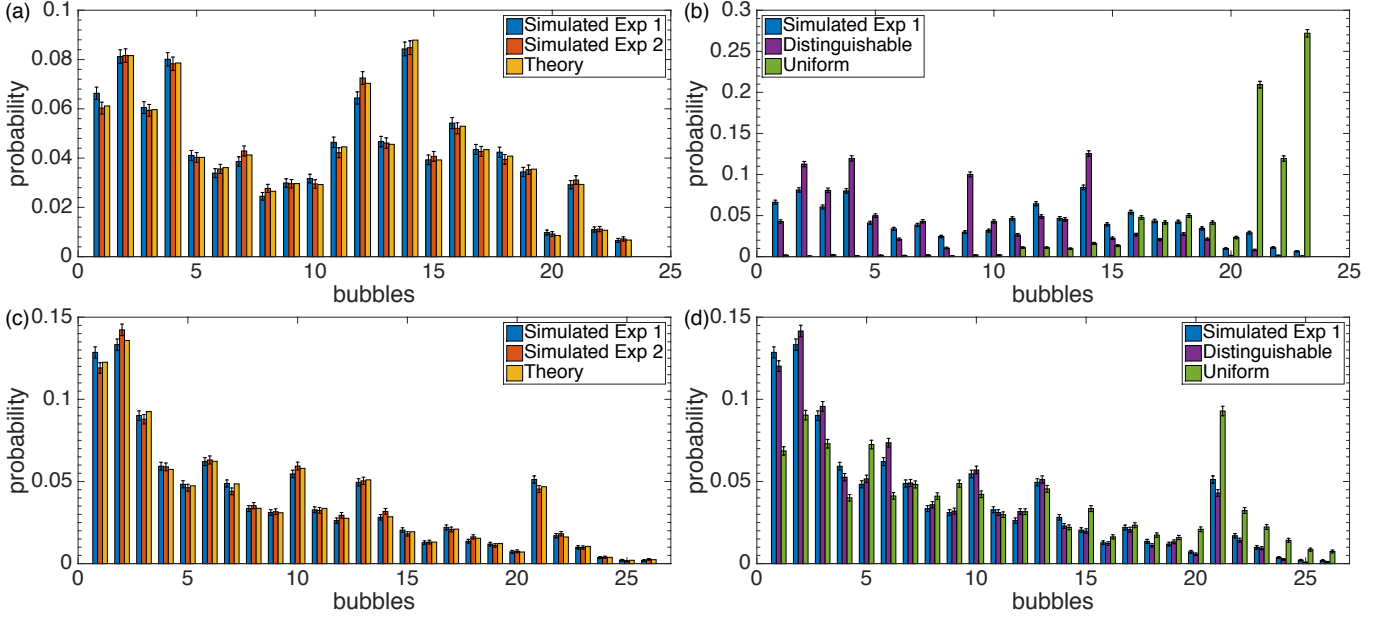 (a)
probability
0.1
0.08
0.06
0.04
0.02
0
Simulated Exp 1
Simulated Exp 2
Theory
5
10
15
20
25
bubbles
(b)
probability
0.3
0.25
0.2
0.15
0.1
0.05
0
Simulated Exp 1
Distinguishable
Uniform
0
5
10
15
20
25
bubbles
(c)
probability
0.15
0.1
0.05
0
Simulated Exp 1
Simulated Exp 2
Theory
0
5
10
15
20
25
bubbles
(d)
probability
0.15
0.1
0.05
0
Simulated Exp 1
Distinguishable
Uniform
0
5
10
15
20
25
bubbles